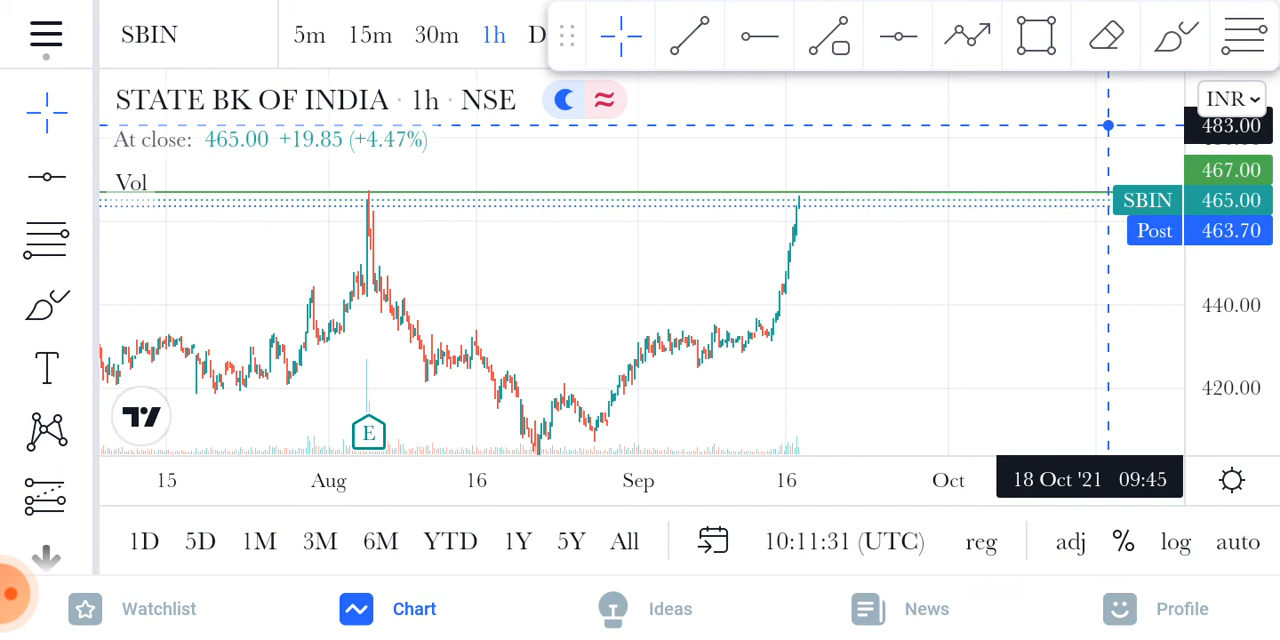 SBIN 5m 15m 30m 1h D
STATE BK OF INDIA · 1h · NSE
INR
483.00
At close: 465.00 +19.85 (+4.47%)
467.00
Vol
SBIN 465.00
Post 463.70
440.00
420.00
E
15 Aug 16 Sep 16 Oct 18 Oct '21 09:45
1D 5D 1M 3M 6M YTD 1Y 5Y All 10:11:31 (UTC) reg adj % log auto
Watchlist Chart Ideas News Profile